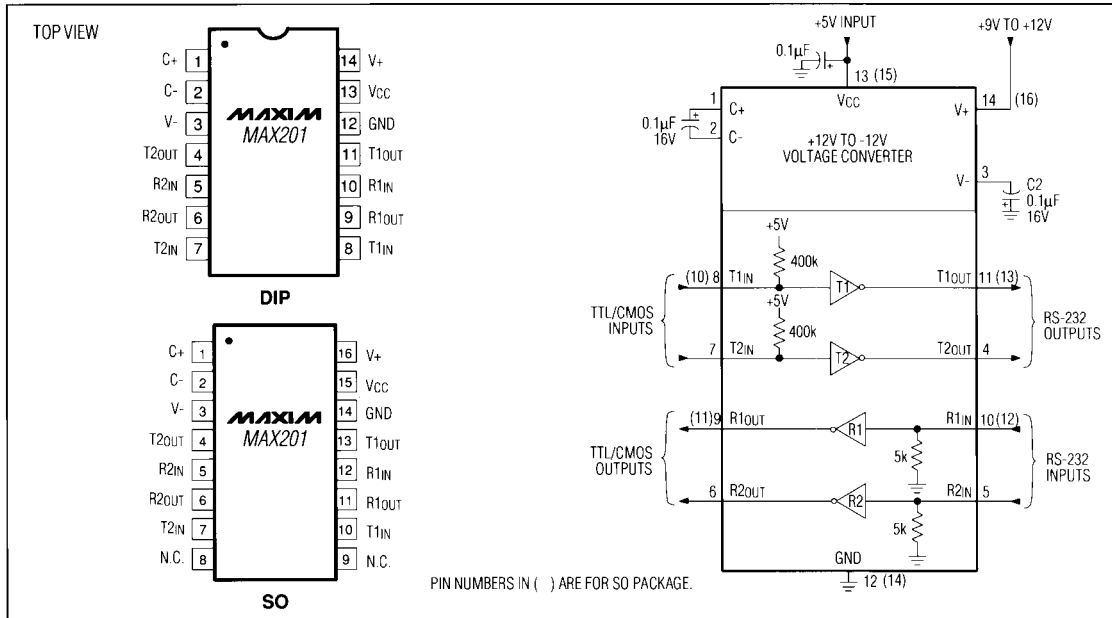 TOP VIEW
C+ 1
C- 2
V- 3
T2OUT 4
R2IN 5
R2OUT 6
T2IN 7
MAXIM
MAX201
14 V+
13 VCC
12 GND
11 T1OUT
10 R1IN
9 R1OUT
8 T1IN
DIP
C+ 1
C- 2
V- 3
T2OUT 4
R2IN 5
R2OUT 6
T2IN 7
N.C. 8
MAXIM
MAX201
16 V+
15 VCC
14 GND
13 T1OUT
12 R1IN
11 R1OUT
10 T1IN
9 N.C.
SO
+5V INPUT
+9V TO +12V
0.1µF
+
13 (15)
VCC
1 C+
+
0.1µF
16V
2 C-
V+ 14 (16)
+12V TO -12V
VOLTAGE CONVERTER
V- 3
C2
0.1µF
16V
+
+5V
400k
(10) 8 T1IN
T1
T1OUT 11 (13)
+5V
400k
TTL/CMOS
INPUTS
7 T2IN
T2
T2OUT 4
RS-232
OUTPUTS
(11) 9 R1OUT
R1
R1IN 10 (12)
5k
TTL/CMOS
OUTPUTS
6 R2OUT
R2
R2IN 5
5k
RS-232
INPUTS
GND
12 (14)
PIN NUMBERS IN ( ) ARE FOR SO PACKAGE.